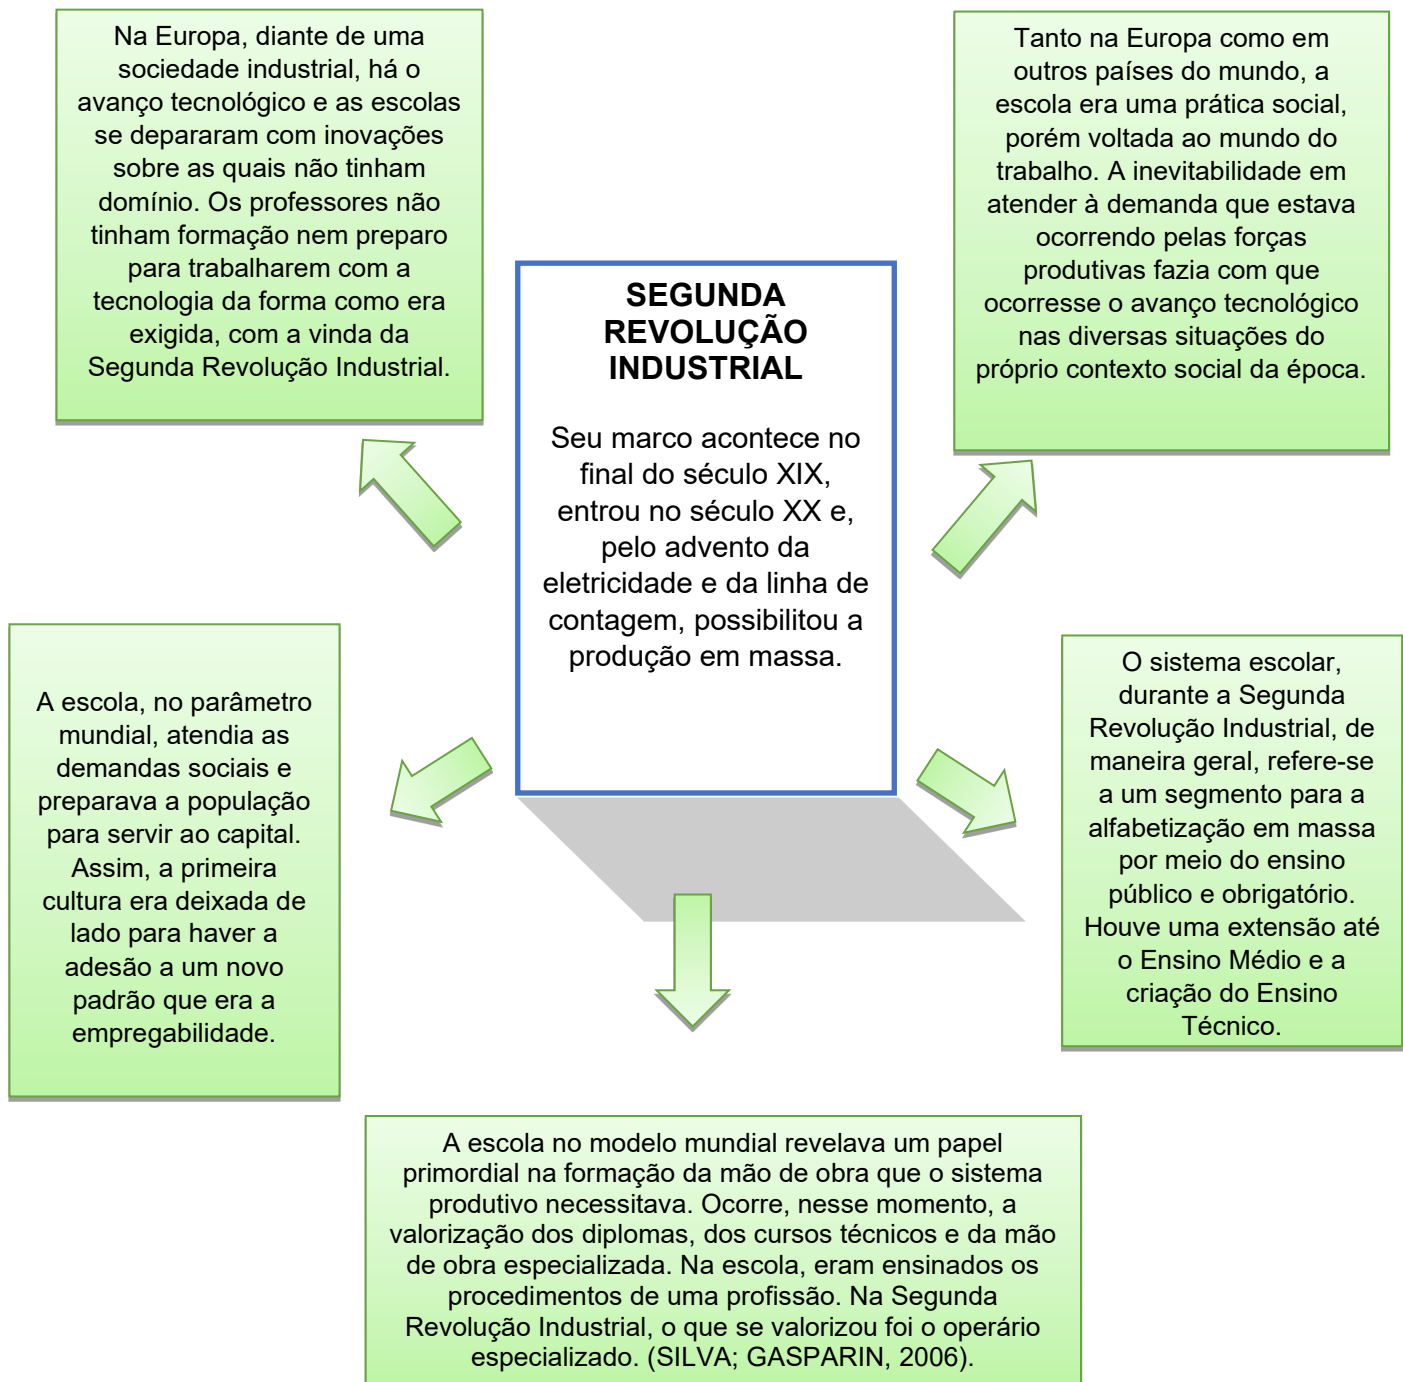 Na Europa, diante de uma
sociedade industrial, há o
avanço tecnológico e as escolas
se depararam com inovações
sobre as quais não tinham
domínio. Os professores não
tinham formação nem preparo
para trabalharem com a
tecnologia da forma como era
exigida, com a vinda da
Segunda Revolução Industrial.
Tanto na Europa como em
outros países do mundo, a
escola era uma prática social,
porém voltada ao mundo do
trabalho. A inevitabilidade em
atender à demanda que estava
ocorrendo pelas forças
produtivas fazia com que
ocorresse o avanço tecnológico
nas diversas situações do
próprio contexto social da época.
SEGUNDA
REVOLUÇÃO
INDUSTRIAL
Seu marco acontece no
final do século XIX,
entrou no século XX e,
pelo advento da
eletricidade e da linha de
contagem, possibilitou a
produção em massa.
A escola, no parâmetro
mundial, atendia as
demandas sociais e
preparava a população
para servir ao capital.
Assim, a primeira
cultura era deixada de
lado para haver a
adesão a um novo
padrão que era a
empregabilidade.
O sistema escolar,
durante a Segunda
Revolução Industrial, de
maneira geral, refere-se
a um segmento para a
alfabetização em massa
por meio do ensino
público e obrigatório.
Houve uma extensão até
o Ensino Médio e a
criação do Ensino
Técnico.
A escola no modelo mundial revelava um papel
primordial na formação da mão de obra que o sistema
produtivo necessitava. Ocorre, nesse momento, a
valorização dos diplomas, dos cursos técnicos e da mão
de obra especializada. Na escola, eram ensinados os
procedimentos de uma profissão. Na Segunda
Revolução Industrial, o que se valorizou foi o operário
especializado. (SILVA; GASPARIN, 2006).